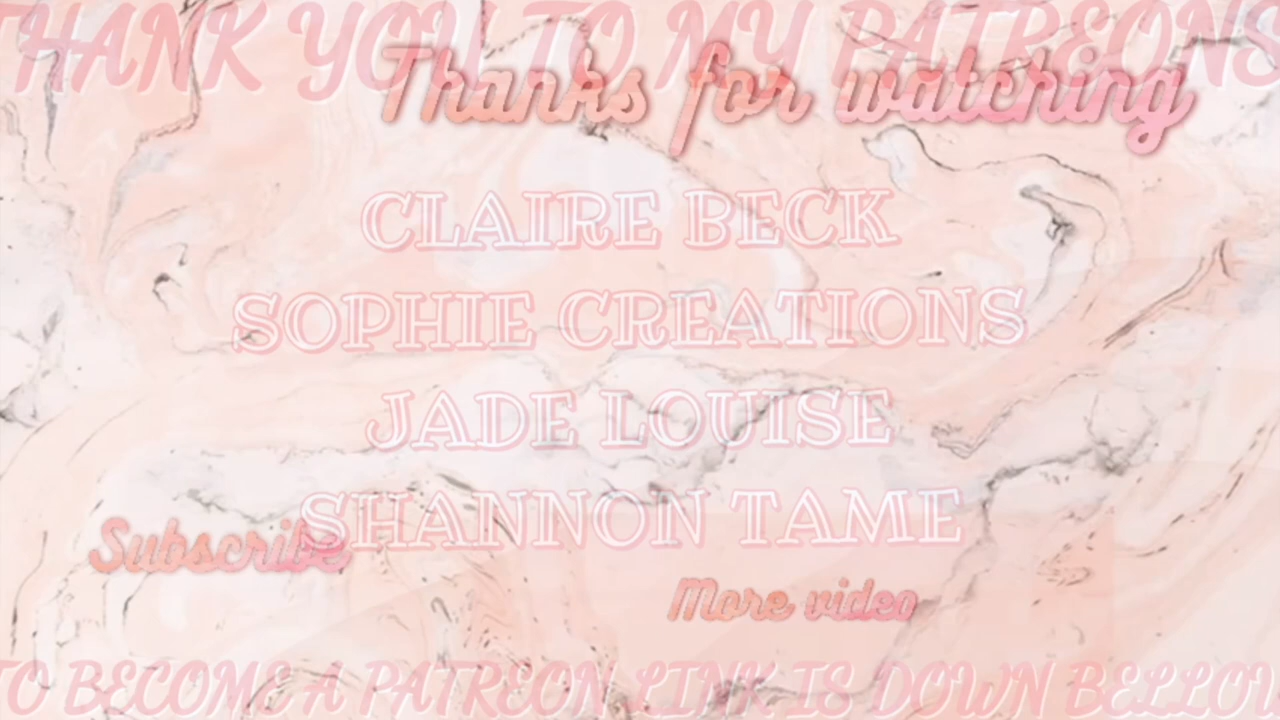 THANK YOU TO MY PATREONS
Thanks for watching
CLAIRE BECK
SOPHIE CREATIONS
JADE LOUISE
SHANNON TAME
Subscribe
More video
TO BECOME A PATREON LINK IS DOWN BELLOW